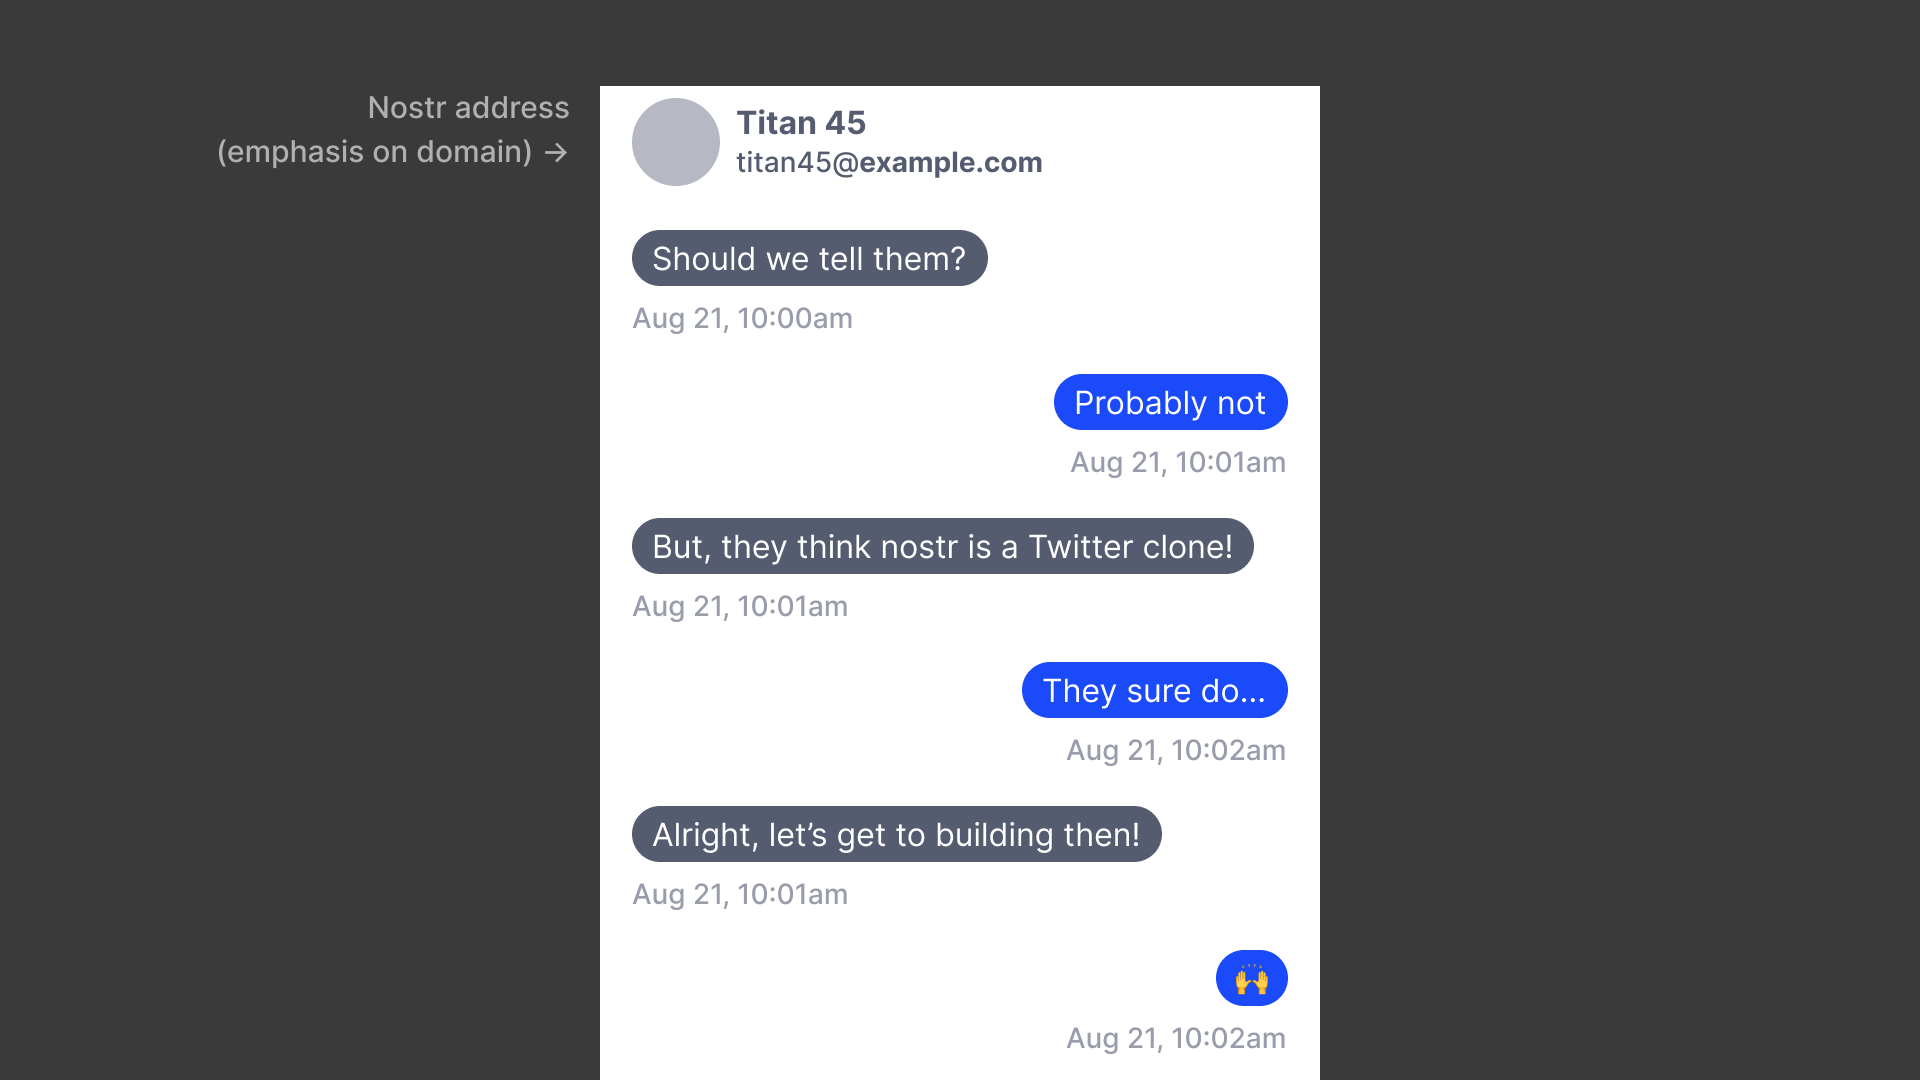 Nostr address
(emphasis on domain) →
Titan 45
titan45@example.com
Should we tell them?
Aug 21, 10:00am
Probably not
Aug 21, 10:01am
But, they think nostr is a Twitter clone!
Aug 21, 10:01am
They sure do...
Aug 21, 10:02am
Alright, let’s get to building then!
Aug 21, 10:01am
🙌
Aug 21, 10:02am